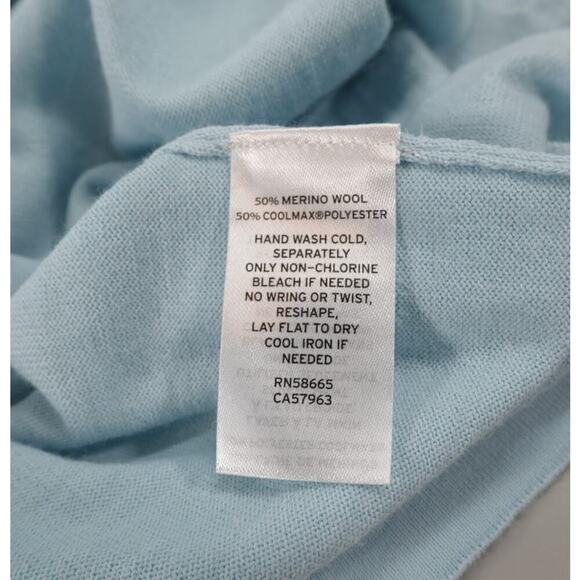 50% MERINO WOOL
50% COOLMAX®POLYESTER
HAND WASH COLD,
SEPARATELY
ONLY NON-CHLORINE
BLEACH IF NEEDED
NO WRING OR TWIST,
RESHAPE,
LAY FLAT TO DRY
COOL IRON IF
NEEDED
RN58665
CA57963